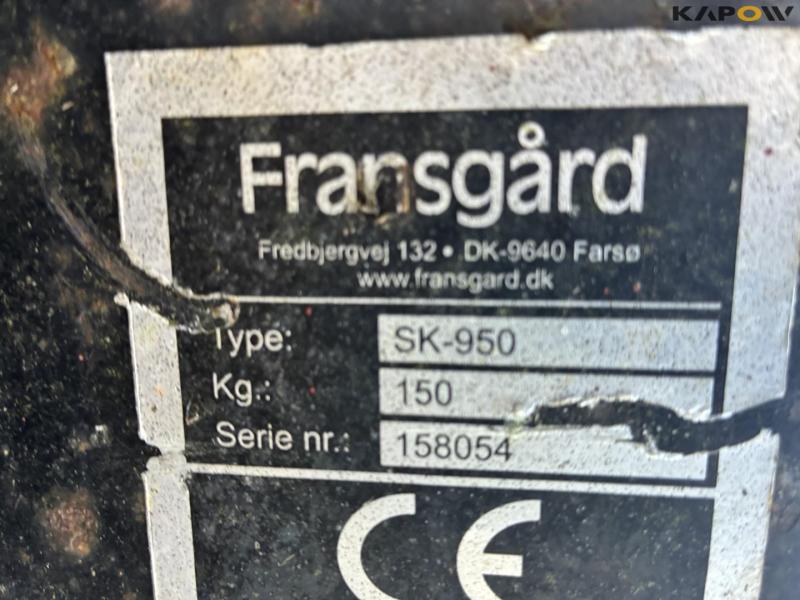 KAPOW
Fransgård
Fredbjergvej 132 • DK-9640 Farsø
www.fransgard.dk
Type: SK-950
Kg.: 150
Serie nr.: 158054
CE